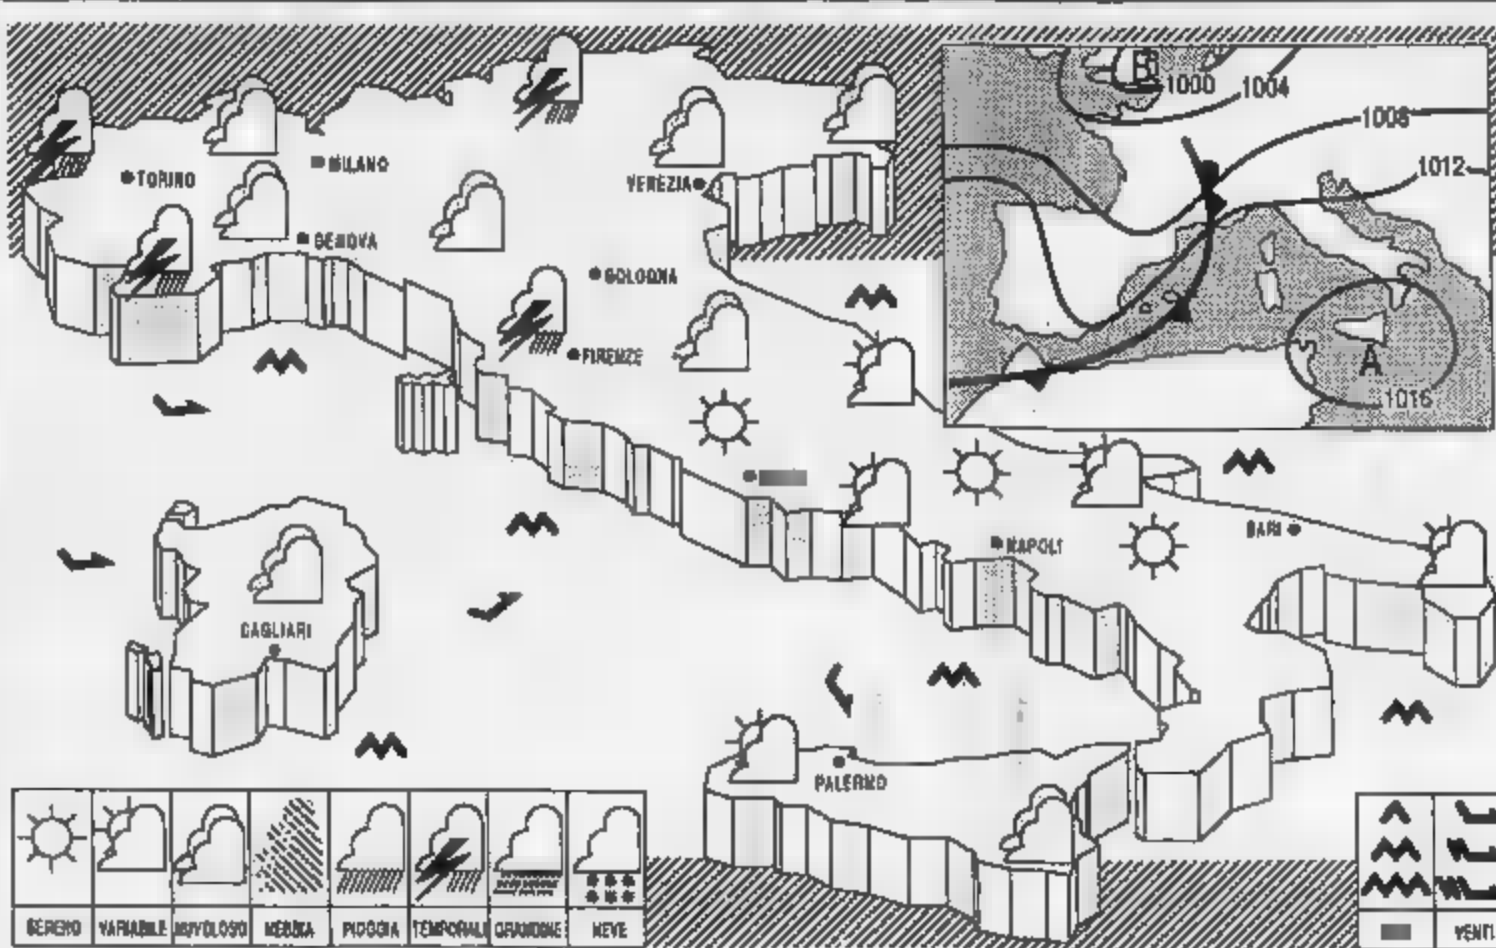 B
1000
1004
1008
1012
TORINO
MILANO
VENEZIA
GENOVA
BOLOGNA
FIRENZE
A
1016
NAPOLI
BARI
CAGLIARI
PALERMO
SERENO VARIABILE NUVOLOSO NEBBIA PIOGGIA TEMPORALI GRANDINE NEVE
VENTI